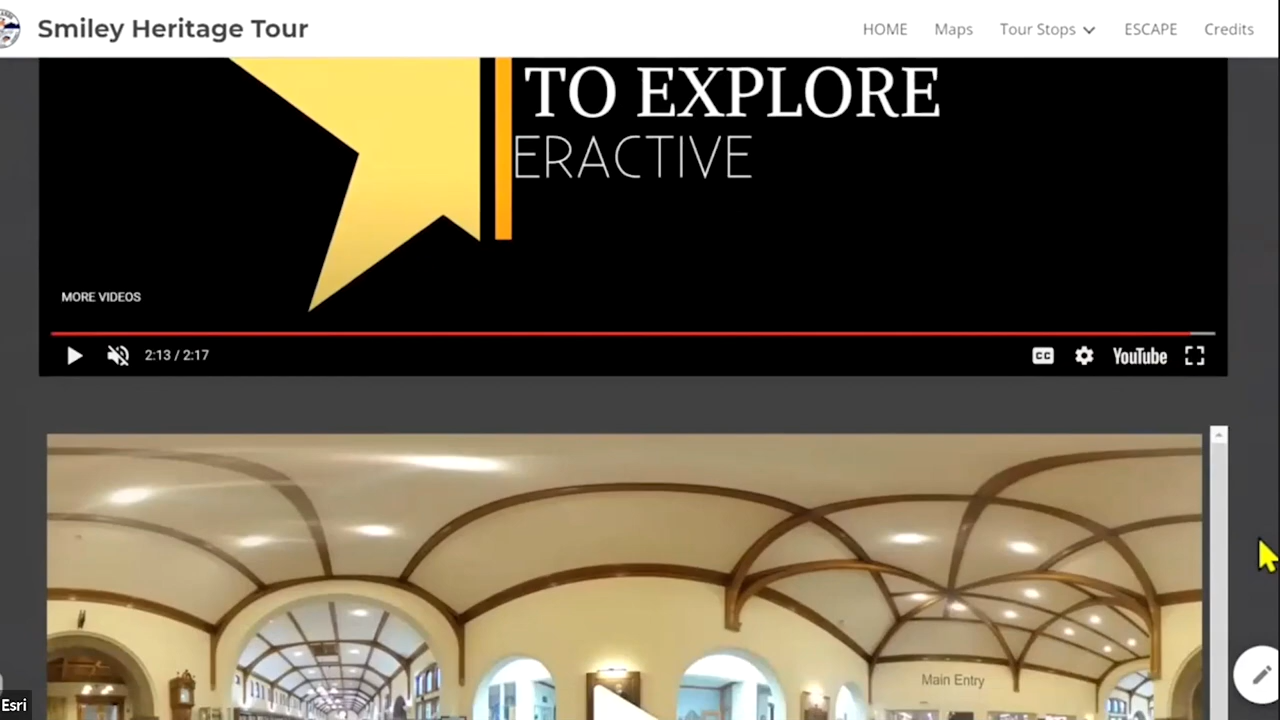 Smiley Heritage Tour
HOME Maps Tour Stops ESCAPE Credits
TO EXPLORE
ERACTIVE
MORE VIDEOS
2:13 / 2:17
CC YouTube
Main Entry
Esri